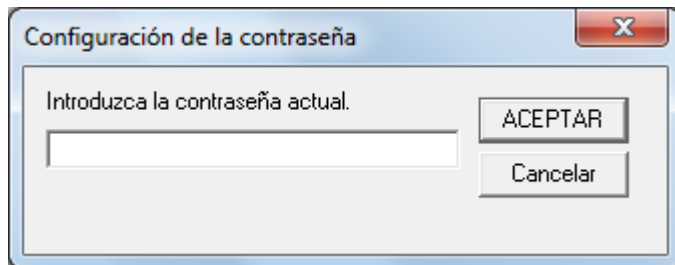 Configuración de la contraseña
Introduzca la contraseña actual.
ACEPTAR
Cancelar